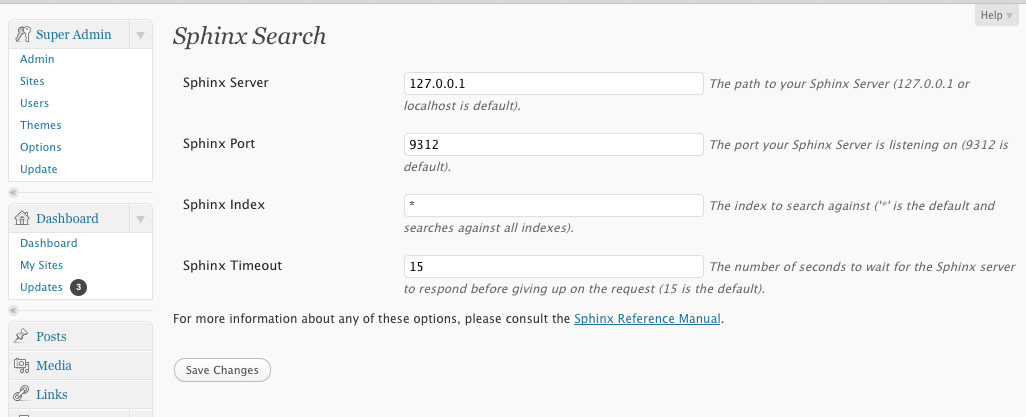 Help
Super Admin
Admin
Sites
Users
Themes
Options
Update
Dashboard
Dashboard
My Sites
Updates 3
Posts
Media
Links
Sphinx Search
Sphinx Server 127.0.0.1 The path to your Sphinx Server (127.0.0.1 or
localhost is default).
Sphinx Port 9312 The port your Sphinx Server is listening on (9312 is
default).
Sphinx Index * The index to search against ('*' is the default and
searches against all indexes).
Sphinx Timeout 15 The number of seconds to wait for the Sphinx server
to respond before giving up on the request (15 is the default).
For more information about any of these options, please consult the Sphinx Reference Manual.
Save Changes